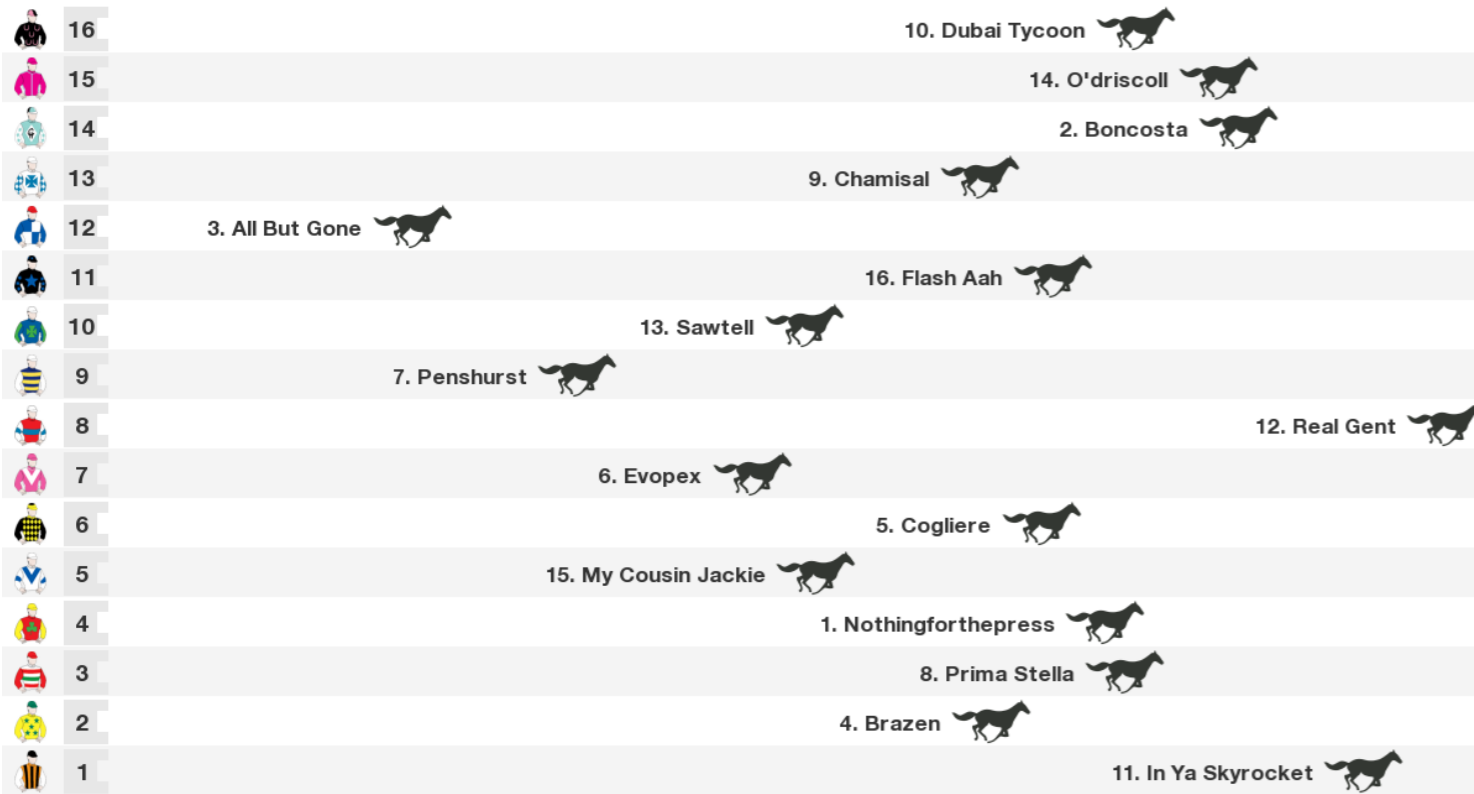 16 10. Dubai Tycoon
15 14. O'driscoll
14 2. Boncosta
13 9. Chamisal
12 3. All But Gone
11 16. Flash Aah
10 13. Sawtell
9 7. Penshurst
8 12. Real Gent
7 6. Evopex
6 5. Cogliere
5 15. My Cousin Jackie
4 1. Nothingforthepress
3 8. Prima Stella
2 4. Brazen
1 11. In Ya Skyrocket